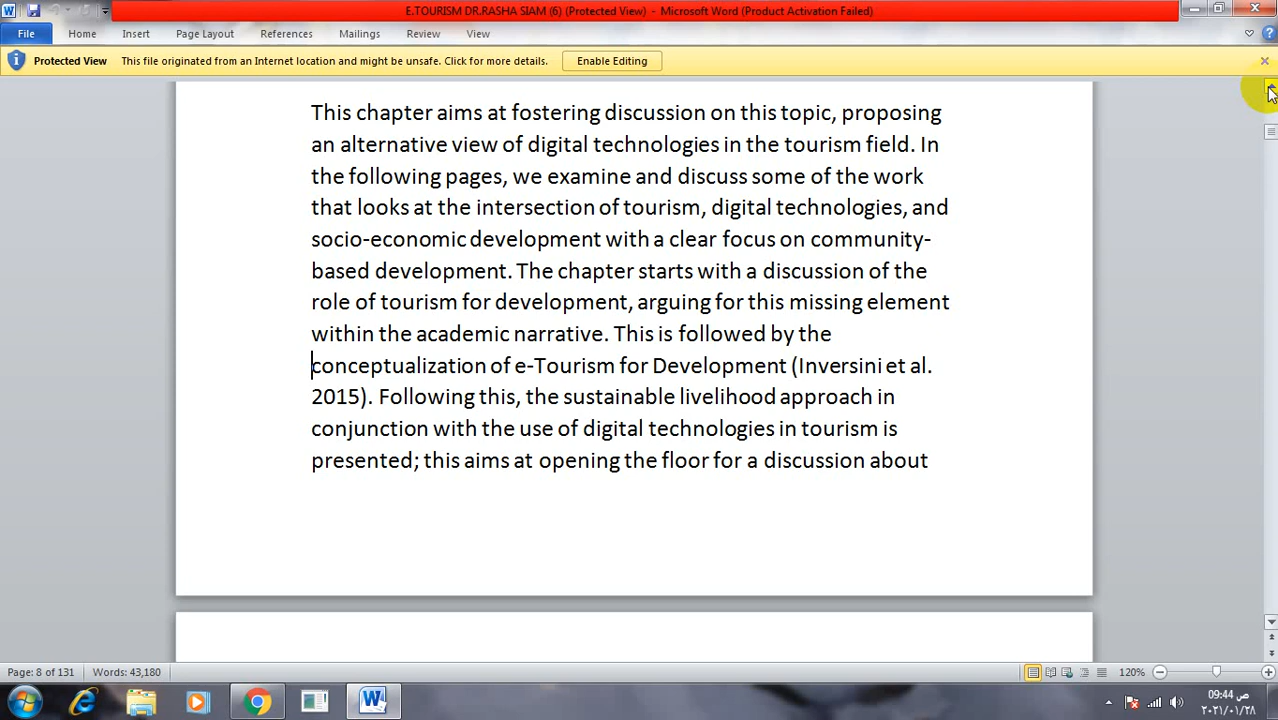 E.TOURISM DR.RASHA SIAM (6) (Protected View) - Microsoft Word (Product Activation Failed)
File Home Insert Page Layout References Mailings Review View
Protected View This file originated from an Internet location and might be unsafe. Click for more details. Enable Editing
This chapter aims at fostering discussion on this topic, proposing
an alternative view of digital technologies in the tourism field. In
the following pages, we examine and discuss some of the work
that looks at the intersection of tourism, digital technologies, and
socio-economic development with a clear focus on community-
based development. The chapter starts with a discussion of the
role of tourism for development, arguing for this missing element
within the academic narrative. This is followed by the
conceptualization of e-Tourism for Development (Inversini et al.
2015). Following this, the sustainable livelihood approach in
conjunction with the use of digital technologies in tourism is
presented; this aims at opening the floor for a discussion about
Page: 8 of 131 Words: 43,180 120%
09:44 ص
٢٠٢١/٠١/٢٨